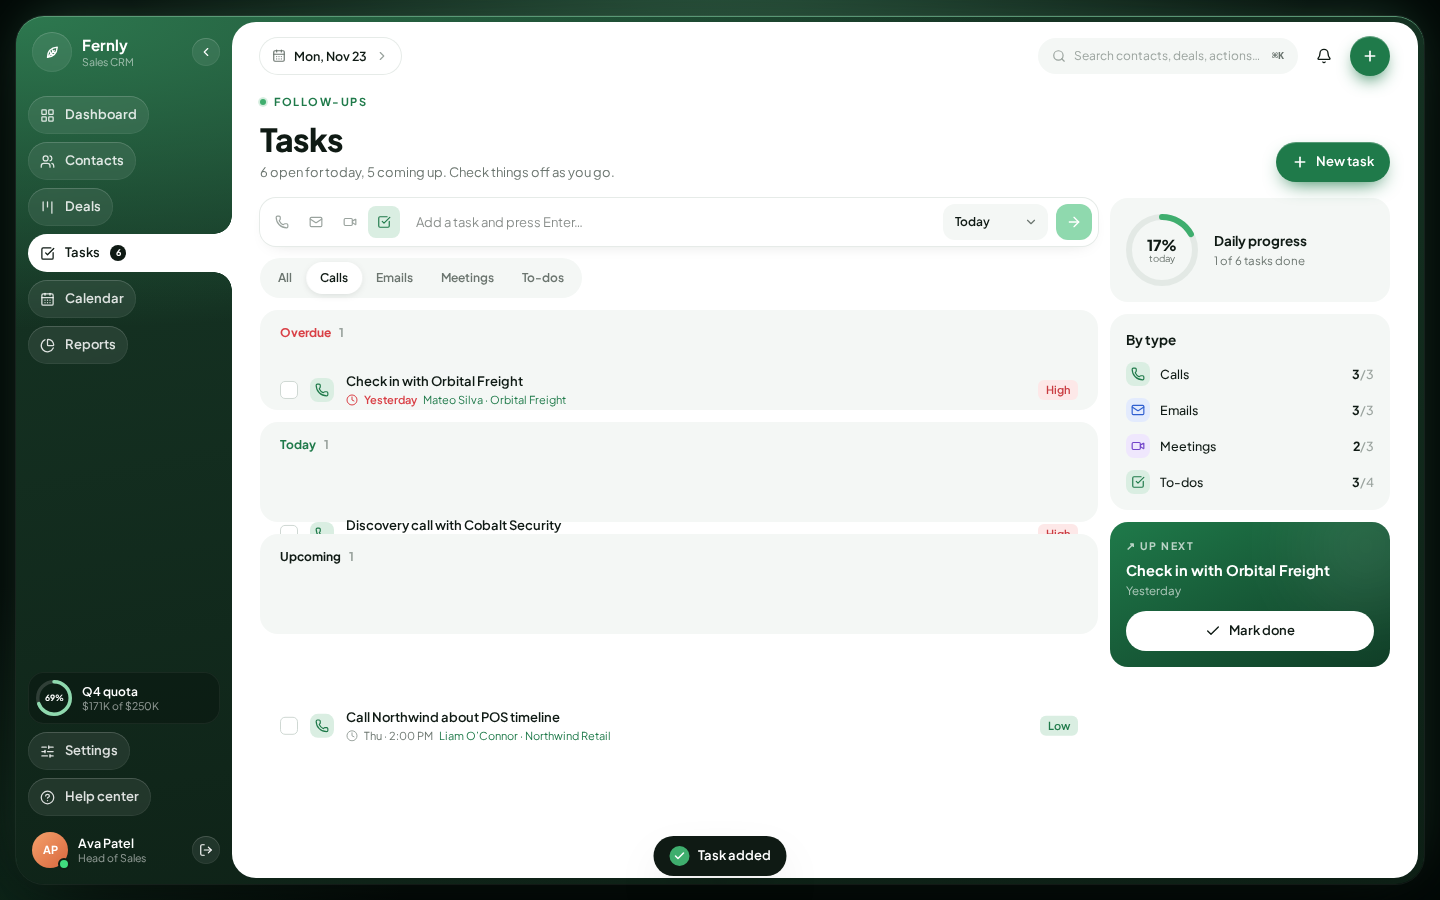 Fernly
Sales CRM
Dashboard
Contacts
Deals
Tasks 6
Calendar
Reports
69%
Q4 quota
$171K of $250K
Settings
Help center
AP
Ava Patel
Head of Sales
Mon, Nov 23
Search contacts, deals, actions... ⌘K
FOLLOW-UPS
Tasks
6 open for today, 5 coming up. Check things off as you go.
New task
Add a task and press Enter...
Today
All Calls Emails Meetings To-dos
Overdue 1
Check in with Orbital Freight
Yesterday Mateo Silva · Orbital Freight
High
Today 1
Discovery call with Cobalt Security
High
Upcoming 1
Call Northwind about POS timeline
Thu · 2:00 PM Liam O'Connor · Northwind Retail
Low
17%
today
Daily progress
1 of 6 tasks done
By type
Calls 3/3
Emails 3/3
Meetings 2/3
To-dos 3/4
↗ UP NEXT
Check in with Orbital Freight
Yesterday
Mark done
Task added